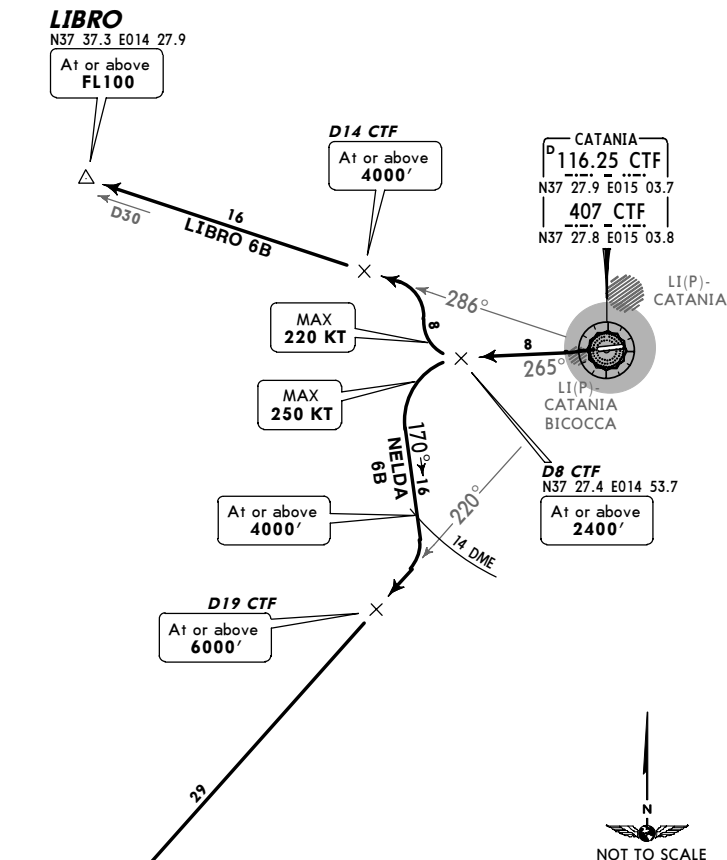 LIBRO
N37 37.3 E014 27.9
At or above
FL100
D14 CTF
At or above
4000'
CATANIA
D 116.25 CTF
N37 27.9 E015 03.7
407 CTF
N37 27.8 E015 03.8
D30
16
LIBRO 6B
286°
LI(P)-
CATANIA
MAX
220 KT
8
8
265°
MAX
250 KT
LI(P)-
CATANIA
BICOCCA
170°
16
NELDA
6B
220°
D8 CTF
N37 27.4 E014 53.7
At or above
2400'
At or above
4000'
14 DME
D19 CTF
At or above
6000'
29
N
NOT TO SCALE